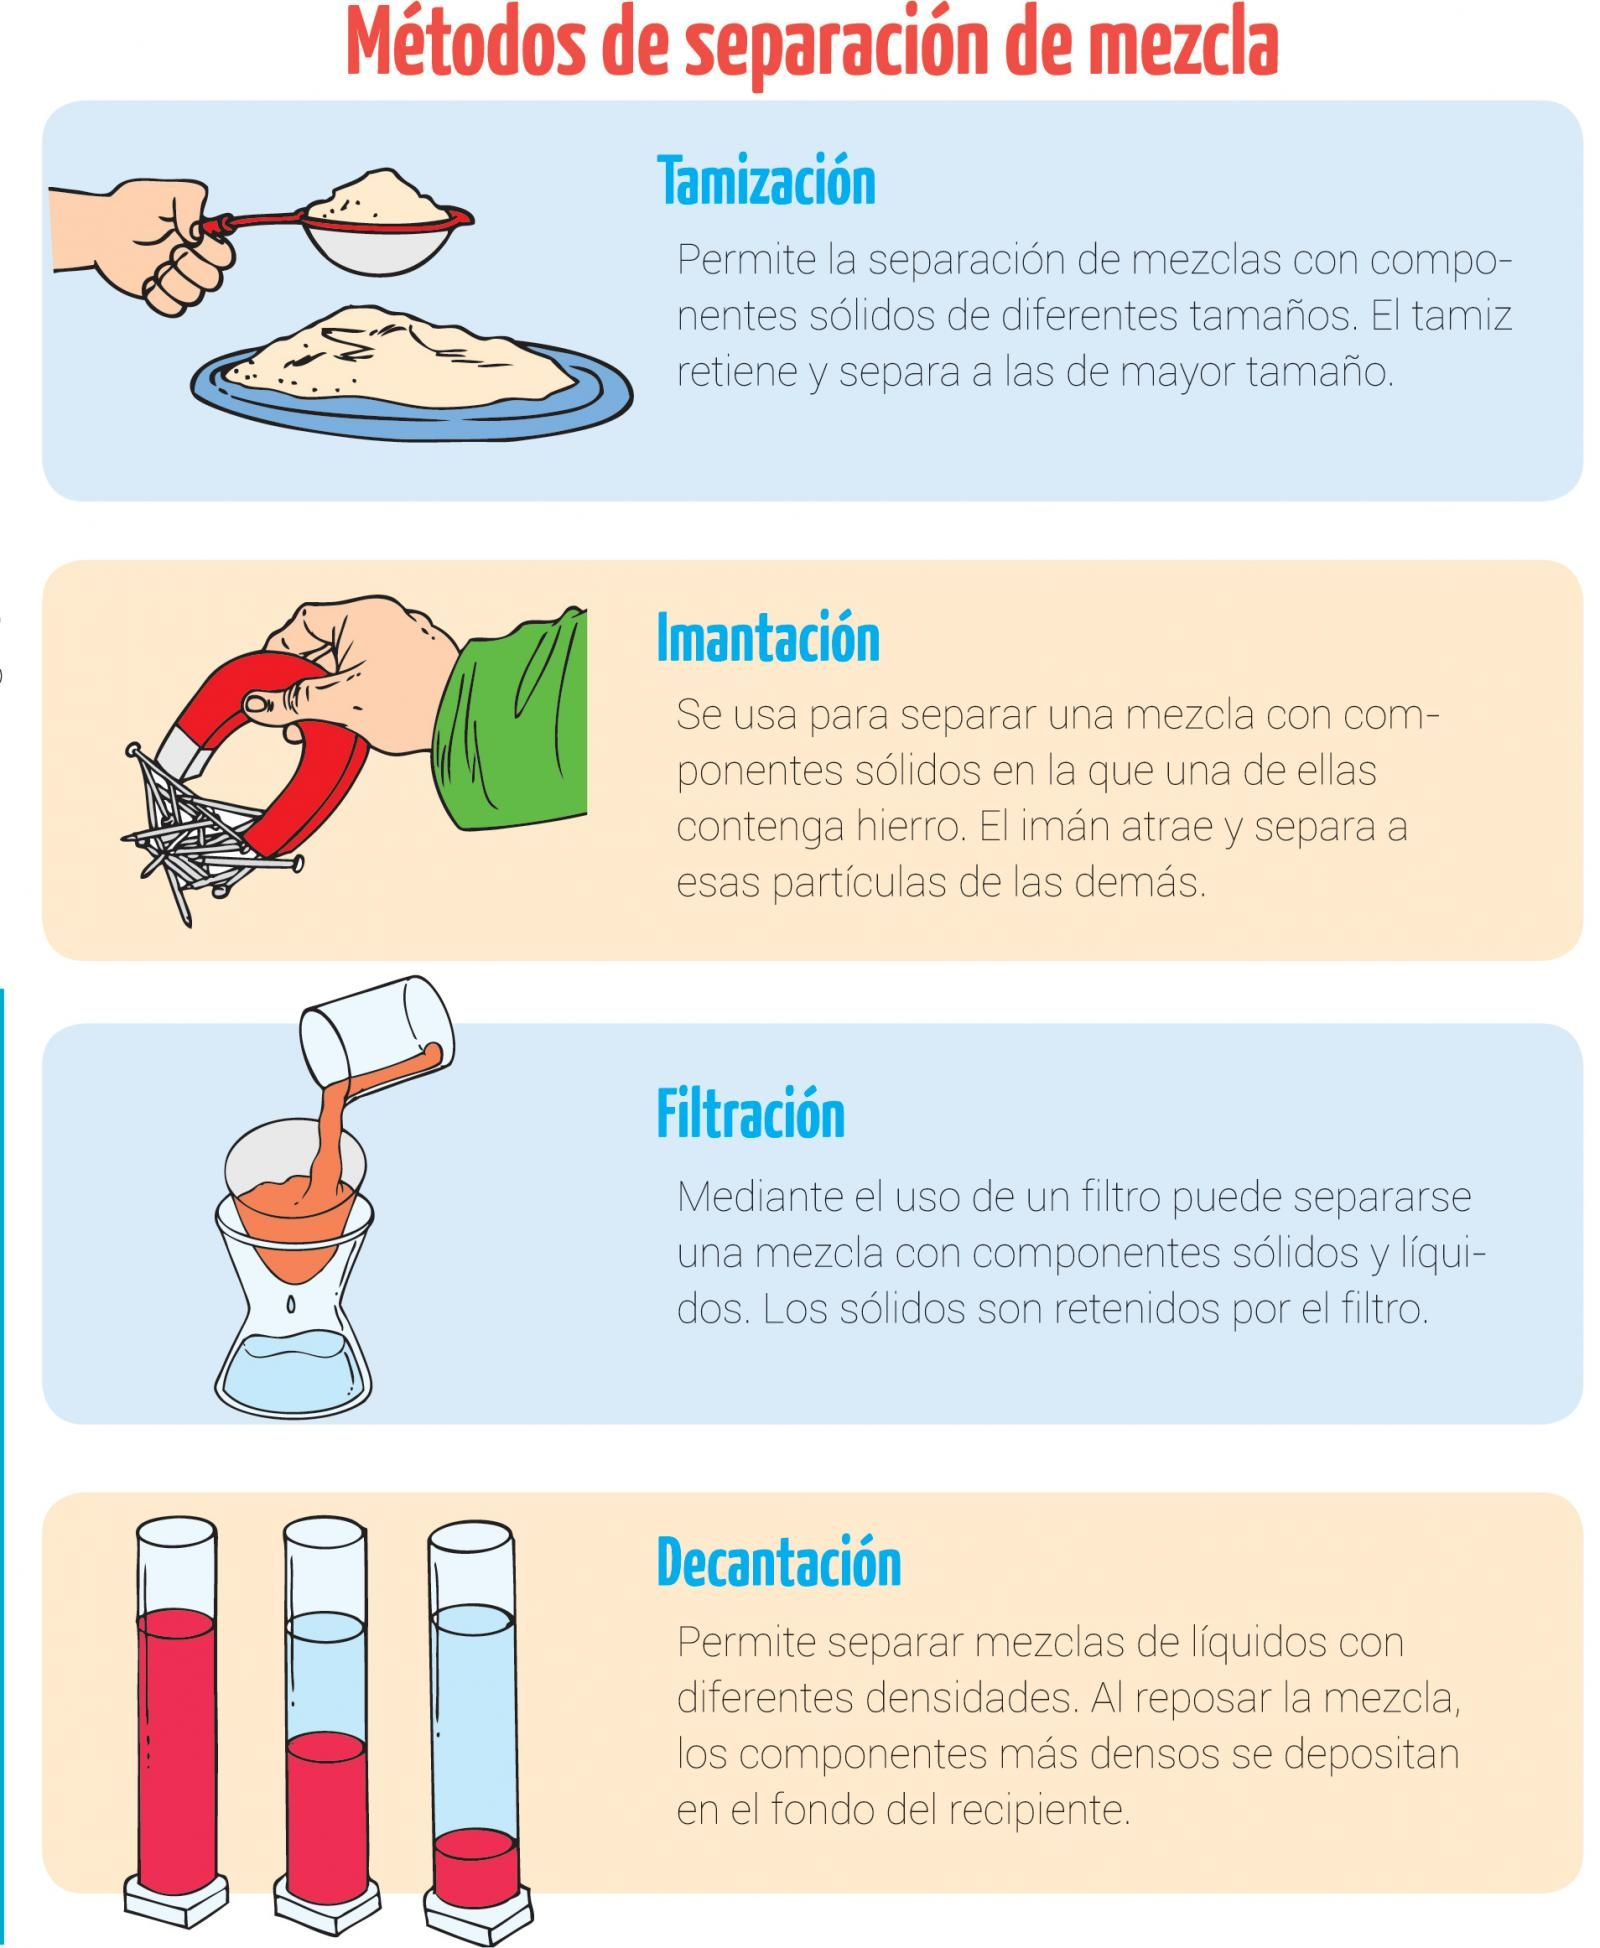 Métodos de separación de mezcla
Tamización
Permite la separación de mezclas con compo-
nentes sólidos de diferentes tamaños. El tamiz
retiene y separa a las de mayor tamaño.
Imantación
Se usa para separar una mezcla con com-
ponentes sólidos en la que una de ellas
contenga hierro. El imán atrae y separa a
esas partículas de las demás.
Filtración
Mediante el uso de un filtro puede separarse
una mezcla con componentes sólidos y líqui-
dos. Los sólidos son retenidos por el filtro.
Decantación
Permite separar mezclas de líquidos con
diferentes densidades. Al reposar la mezcla,
los componentes más densos se depositan
en el fondo del recipiente.